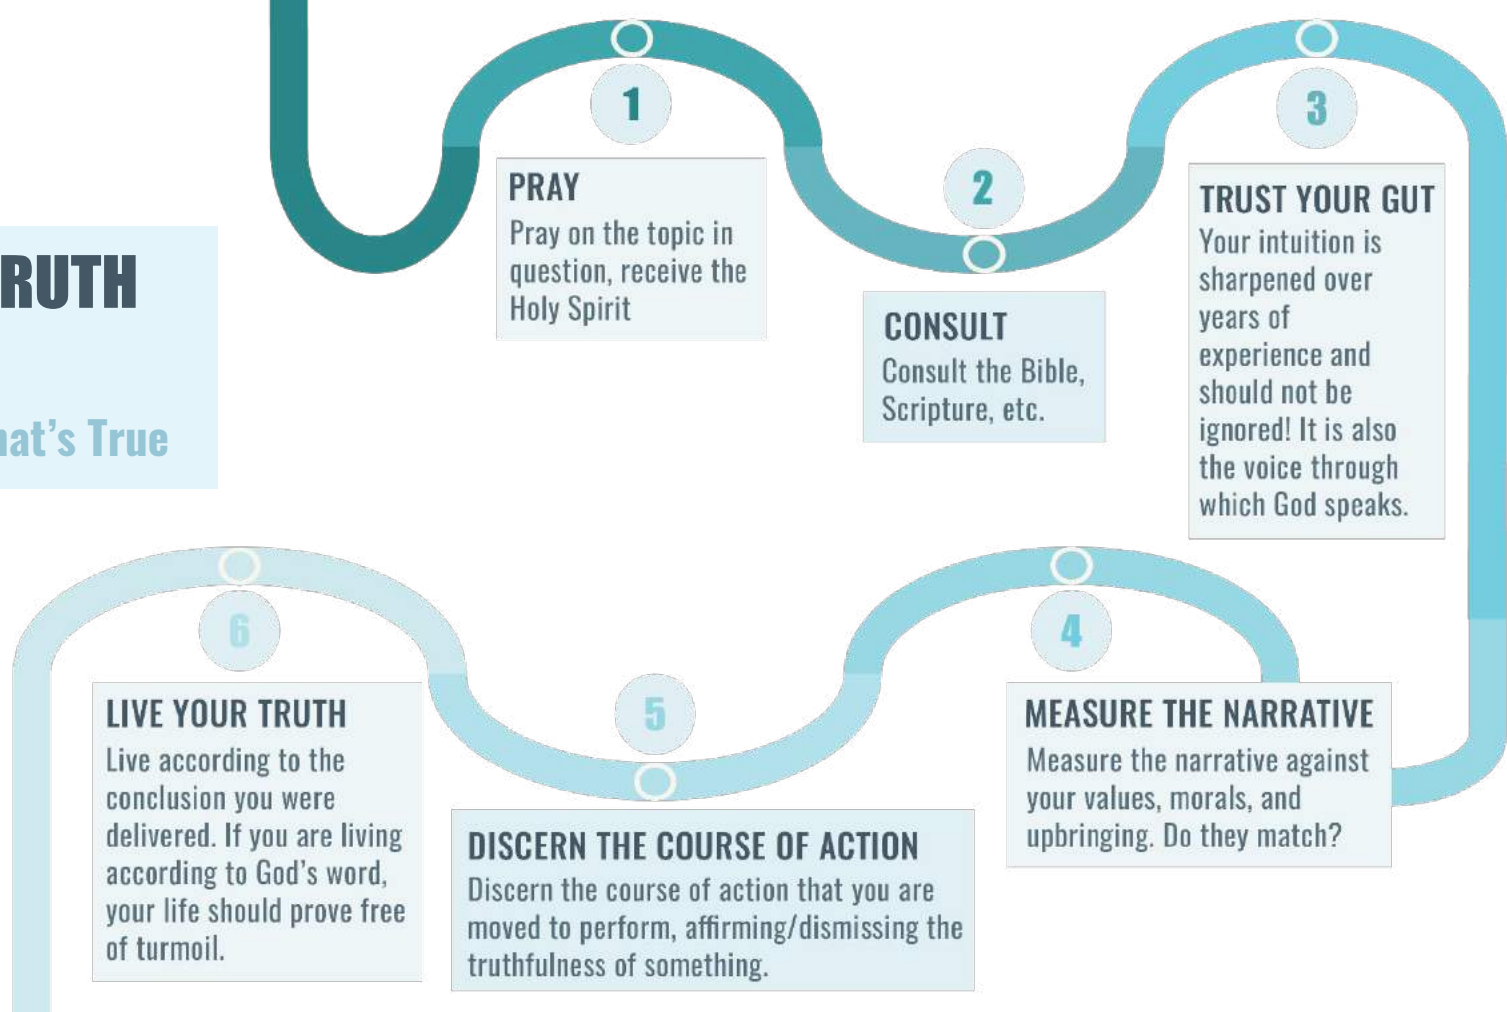 RUTH
hat's True
1
PRAY
Pray on the topic in
question, receive the
Holy Spirit
2
CONSULT
Consult the Bible,
Scripture, etc.
3
TRUST YOUR GUT
Your intuition is
sharpened over
years of
experience and
should not be
ignored! It is also
the voice through
which God speaks.
4
MEASURE THE NARRATIVE
Measure the narrative against
your values, morals, and
upbringing. Do they match?
5
DISCERN THE COURSE OF ACTION
Discern the course of action that you are
moved to perform, affirming/dismissing the
truthfulness of something.
6
LIVE YOUR TRUTH
Live according to the
conclusion you were
delivered. If you are living
according to God's word,
your life should prove free
of turmoil.